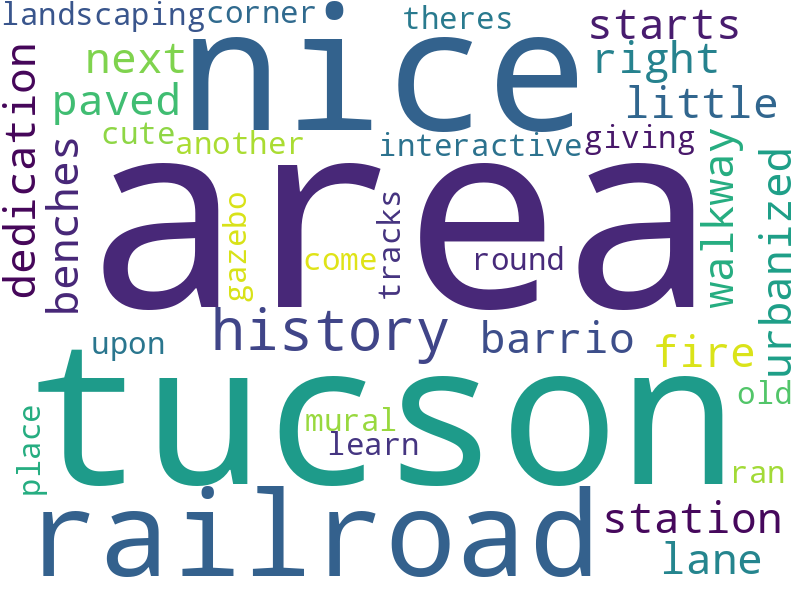 landscaping corner nice theres starts
next right
paved little
dedication cute another interactive giving
benches area walkway urbanized
gazebo come tracks round
history barrio fire
upon
tucson old
place mural
learn ran
railroad station
lane